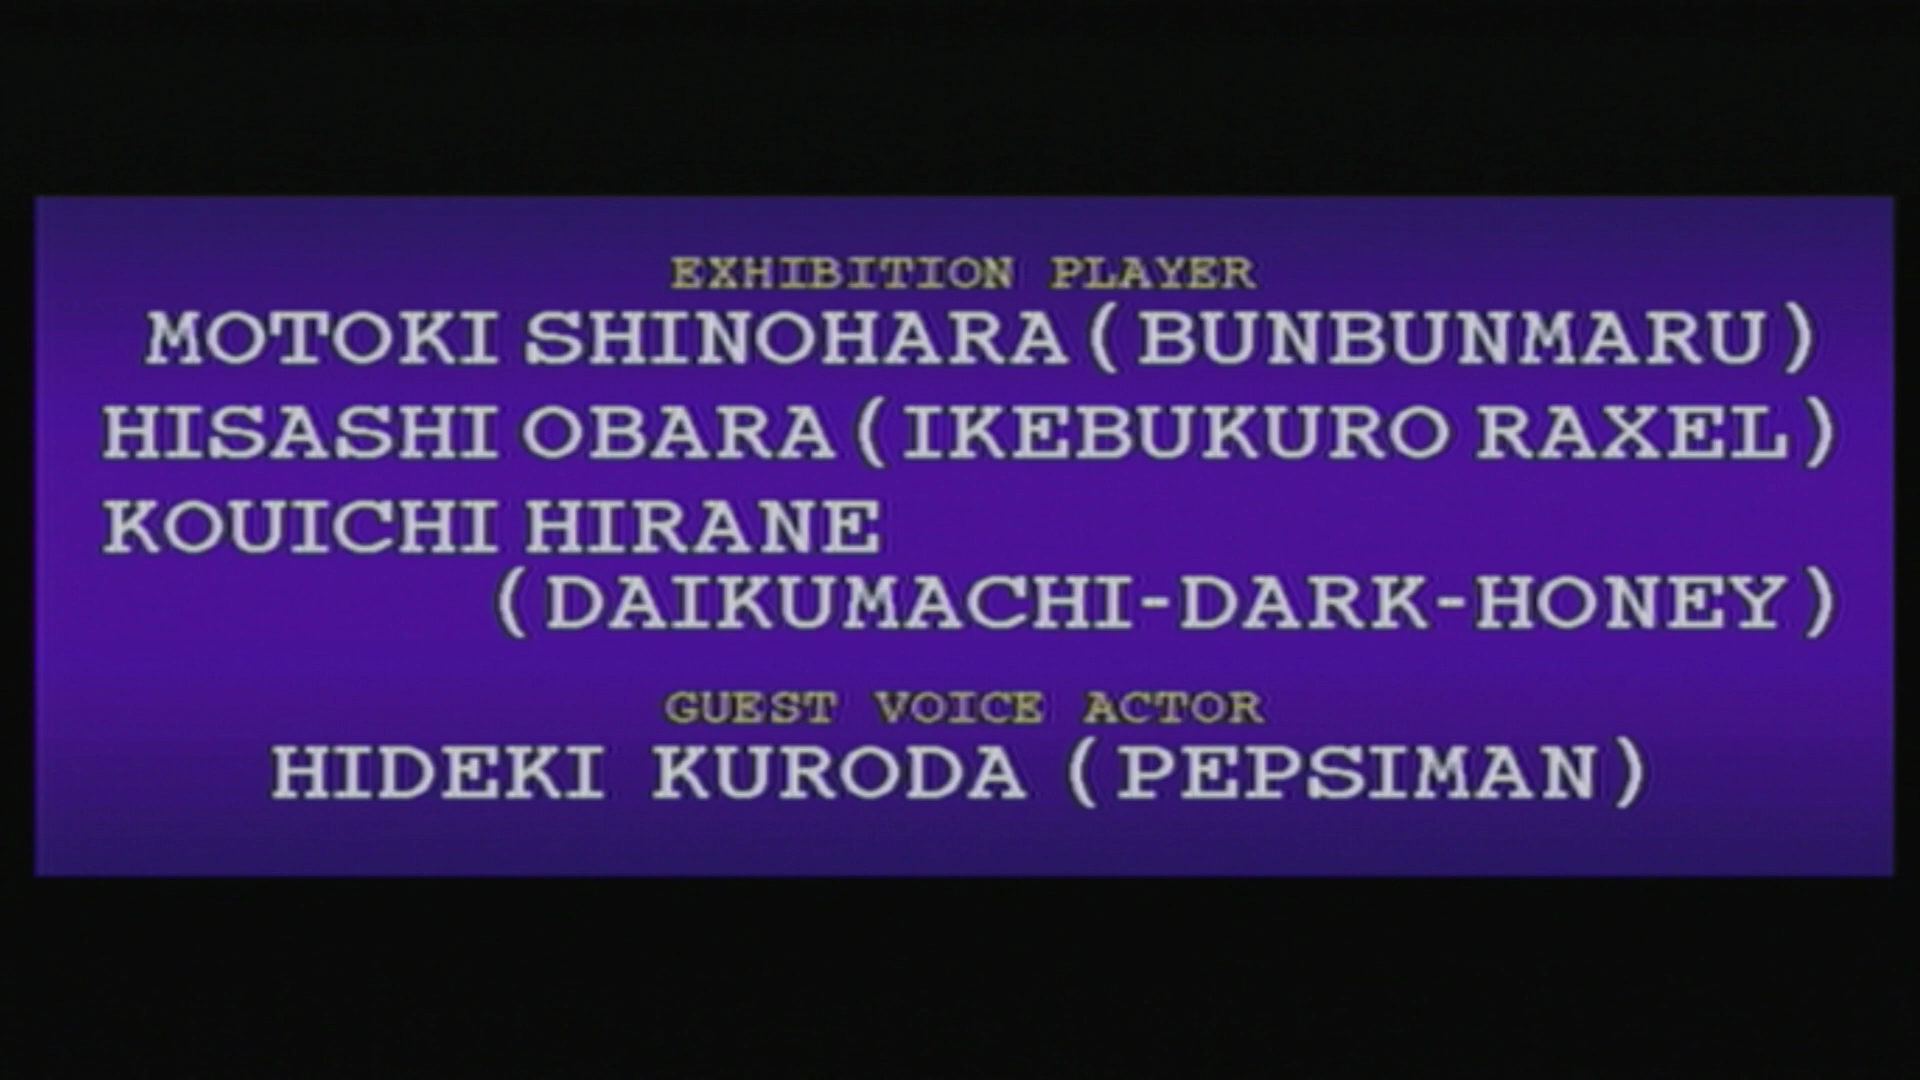 EXHIBITION PLAYER
MOTOKI SHINOHARA(BUNBUNMARU)
HISASHI OBARA(IKEBUKURO RAXEL)
KOUICHI HIRANE
(DAIKUMACHI-DARK-HONEY)
GUEST VOICE ACTOR
HIDEKI KURODA (PEPSIMAN)